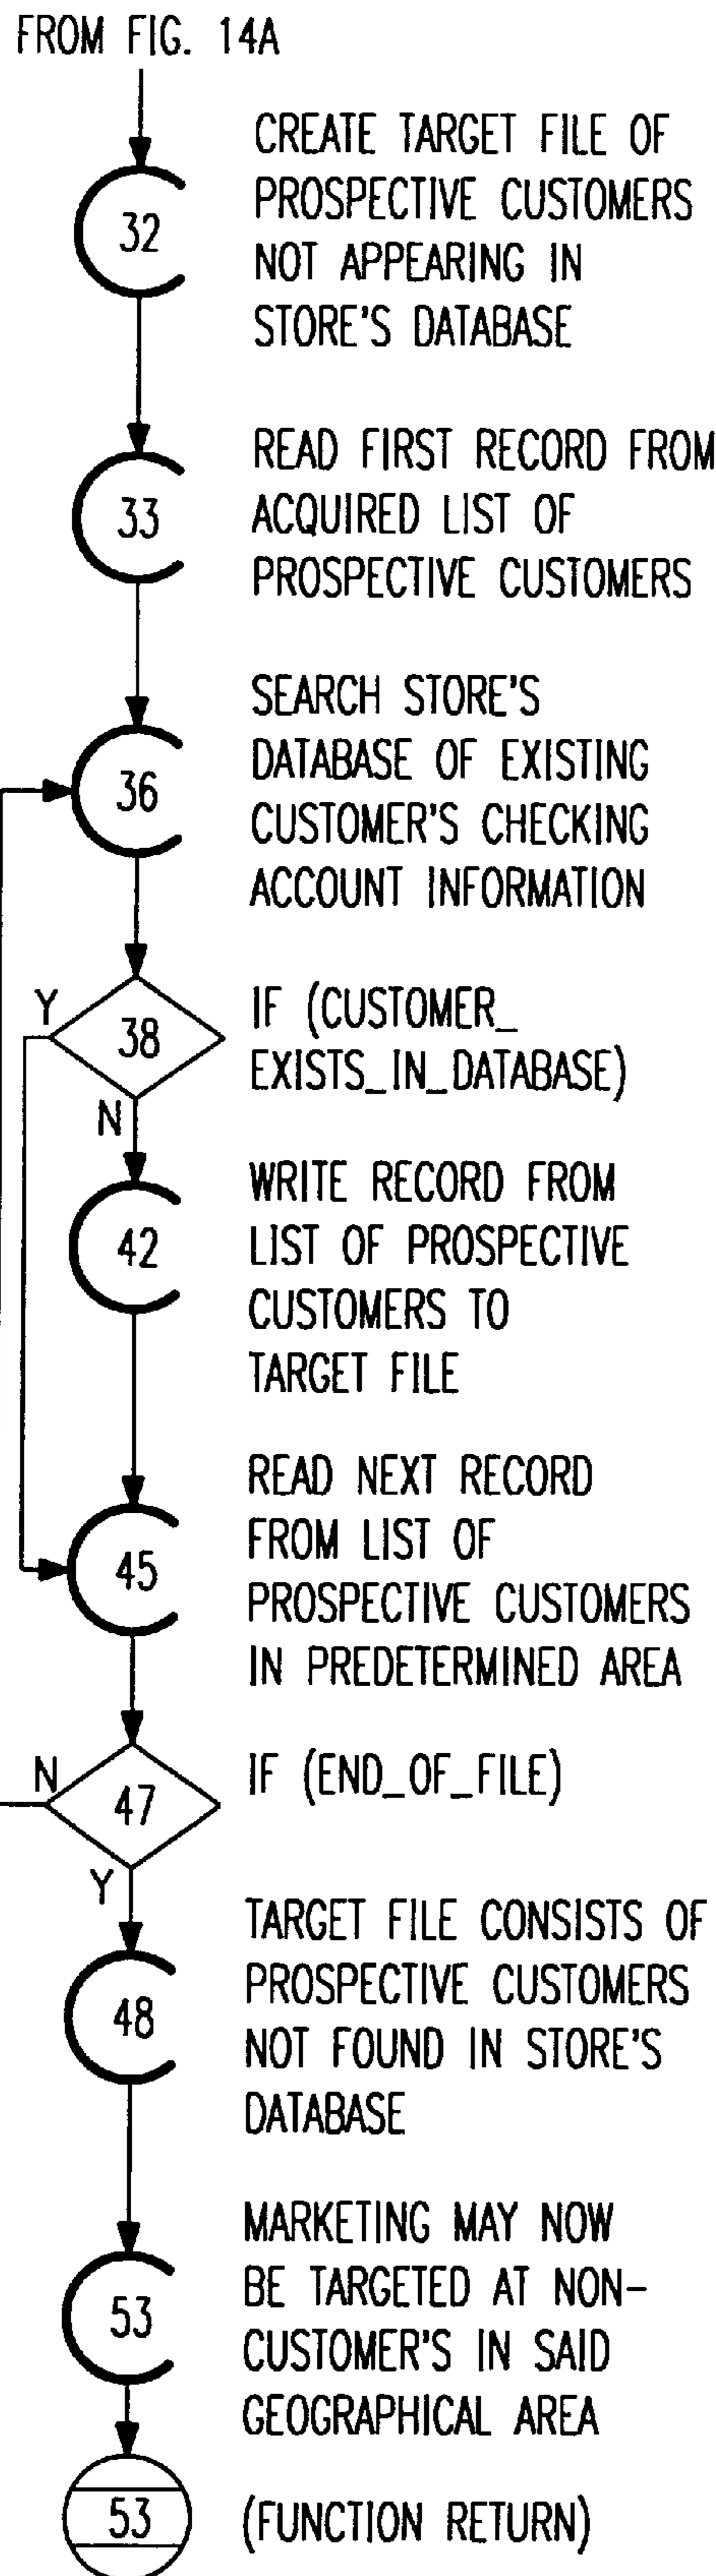 FROM FIG. 14A
CREATE TARGET FILE OF
PROSPECTIVE CUSTOMERS
32
NOT APPEARING IN
STORE'S DATABASE
READ FIRST RECORD FROM
33
ACQUIRED LIST OF
PROSPECTIVE CUSTOMERS
SEARCH STORE'S
DATABASE OF EXISTING
36
CUSTOMER'S CHECKING
ACCOUNT INFORMATION
Y
38
N
IF (CUSTOMER_
EXISTS_IN_DATABASE)
WRITE RECORD FROM
42
LIST OF PROSPECTIVE
CUSTOMERS TO
TARGET FILE
READ NEXT RECORD
FROM LIST OF
45
PROSPECTIVE CUSTOMERS
IN PREDETERMINED AREA
N
47
Y
IF (END_OF_FILE)
TARGET FILE CONSISTS OF
PROSPECTIVE CUSTOMERS
48
NOT FOUND IN STORE'S
DATABASE
MARKETING MAY NOW
BE TARGETED AT NON-
53
CUSTOMER'S IN SAID
GEOGRAPHICAL AREA
53
(FUNCTION RETURN)